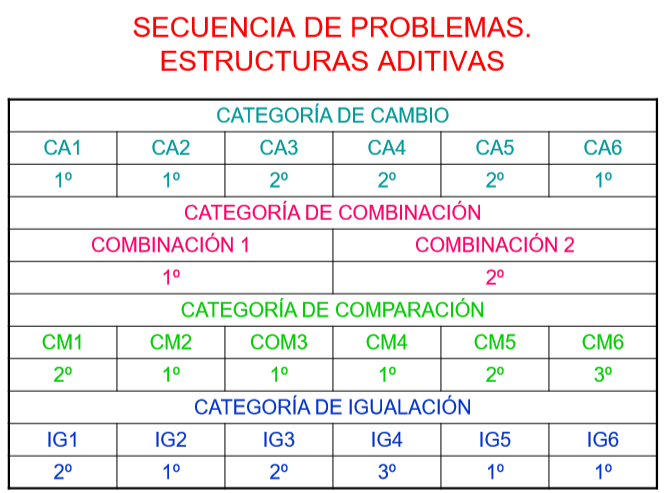 SECUENCIA DE PROBLEMAS.
ESTRUCTURAS ADITIVAS
CATEGORÍA DE CAMBIO
CA1 CA2 CA3 CA4 CA5 CA6
1º 1º 2º 2º 2º 1º
CATEGORÍA DE COMBINACIÓN
COMBINACIÓN 1 COMBINACIÓN 2
1º 2º
CATEGORÍA DE COMPARACIÓN
CM1 CM2 COM3 CM4 CM5 CM6
2º 1º 1º 1º 2º 3º
CATEGORÍA DE IGUALACIÓN
IG1 IG2 IG3 IG4 IG5 IG6
2º 1º 2º 3º 1º 1º